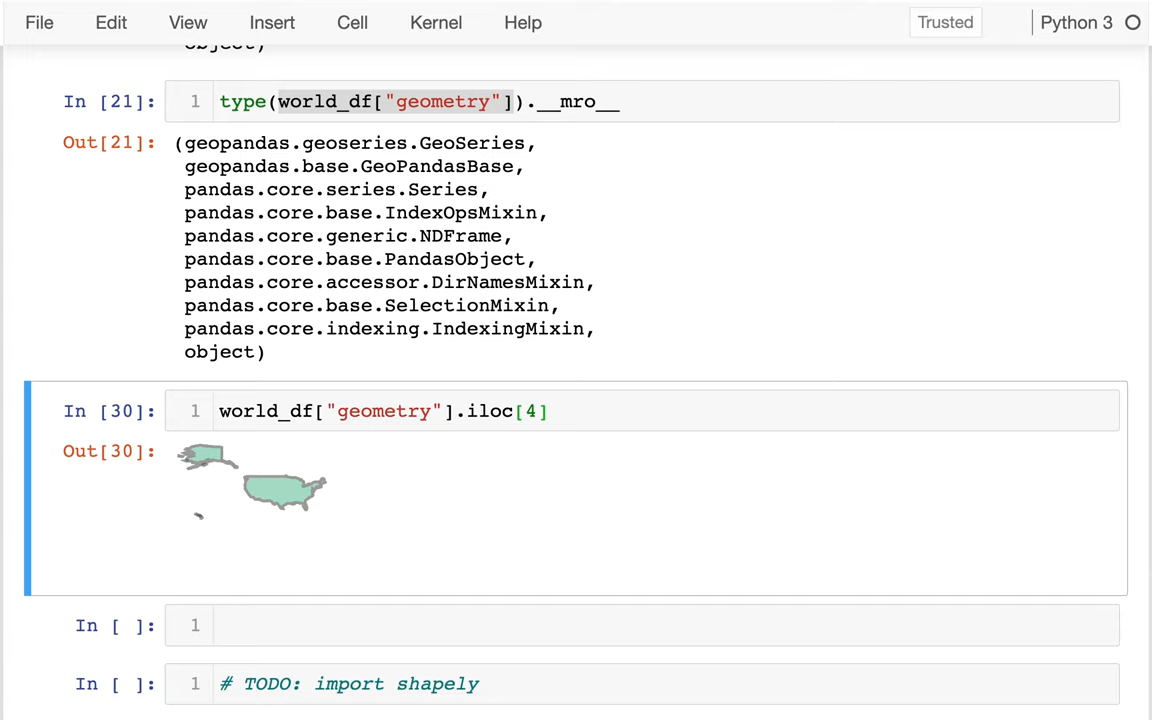 File Edit View Insert Cell Kernel Help Trusted Python 3
object)
In [21]: 1 type(world_df["geometry"]).__mro__
Out[21]: (geopandas.geoseries.GeoSeries,
geopandas.base.GeoPandasBase,
pandas.core.series.Series,
pandas.core.base.IndexOpsMixin,
pandas.core.generic.NDFrame,
pandas.core.base.PandasObject,
pandas.core.accessor.DirNamesMixin,
pandas.core.base.SelectionMixin,
pandas.core.indexing.IndexingMixin,
object)
In [30]: 1 world_df["geometry"].iloc[4]
Out[30]:
In [ ]: 1
In [ ]: 1 # TODO: import shapely